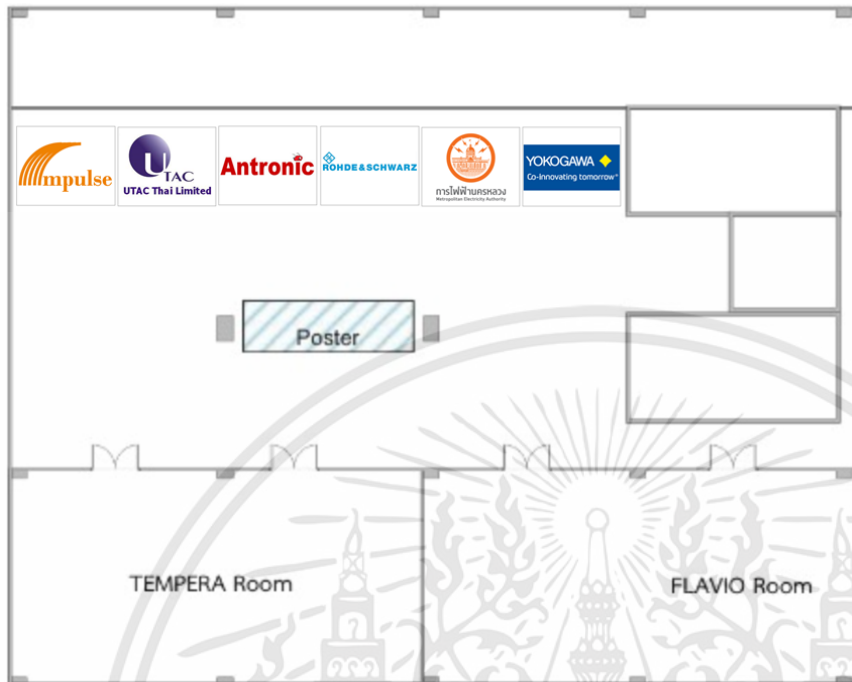 mpulse
UTAC
UTAC Thai Limited
Antronic
ROHDE & SCHWARZ
การไฟฟ้านครหลวง
Metropolitan Electricity Authority
YOKOGAWA
Co-innovating tomorrow™
Poster
TEMPERA Room
FLAVIO Room